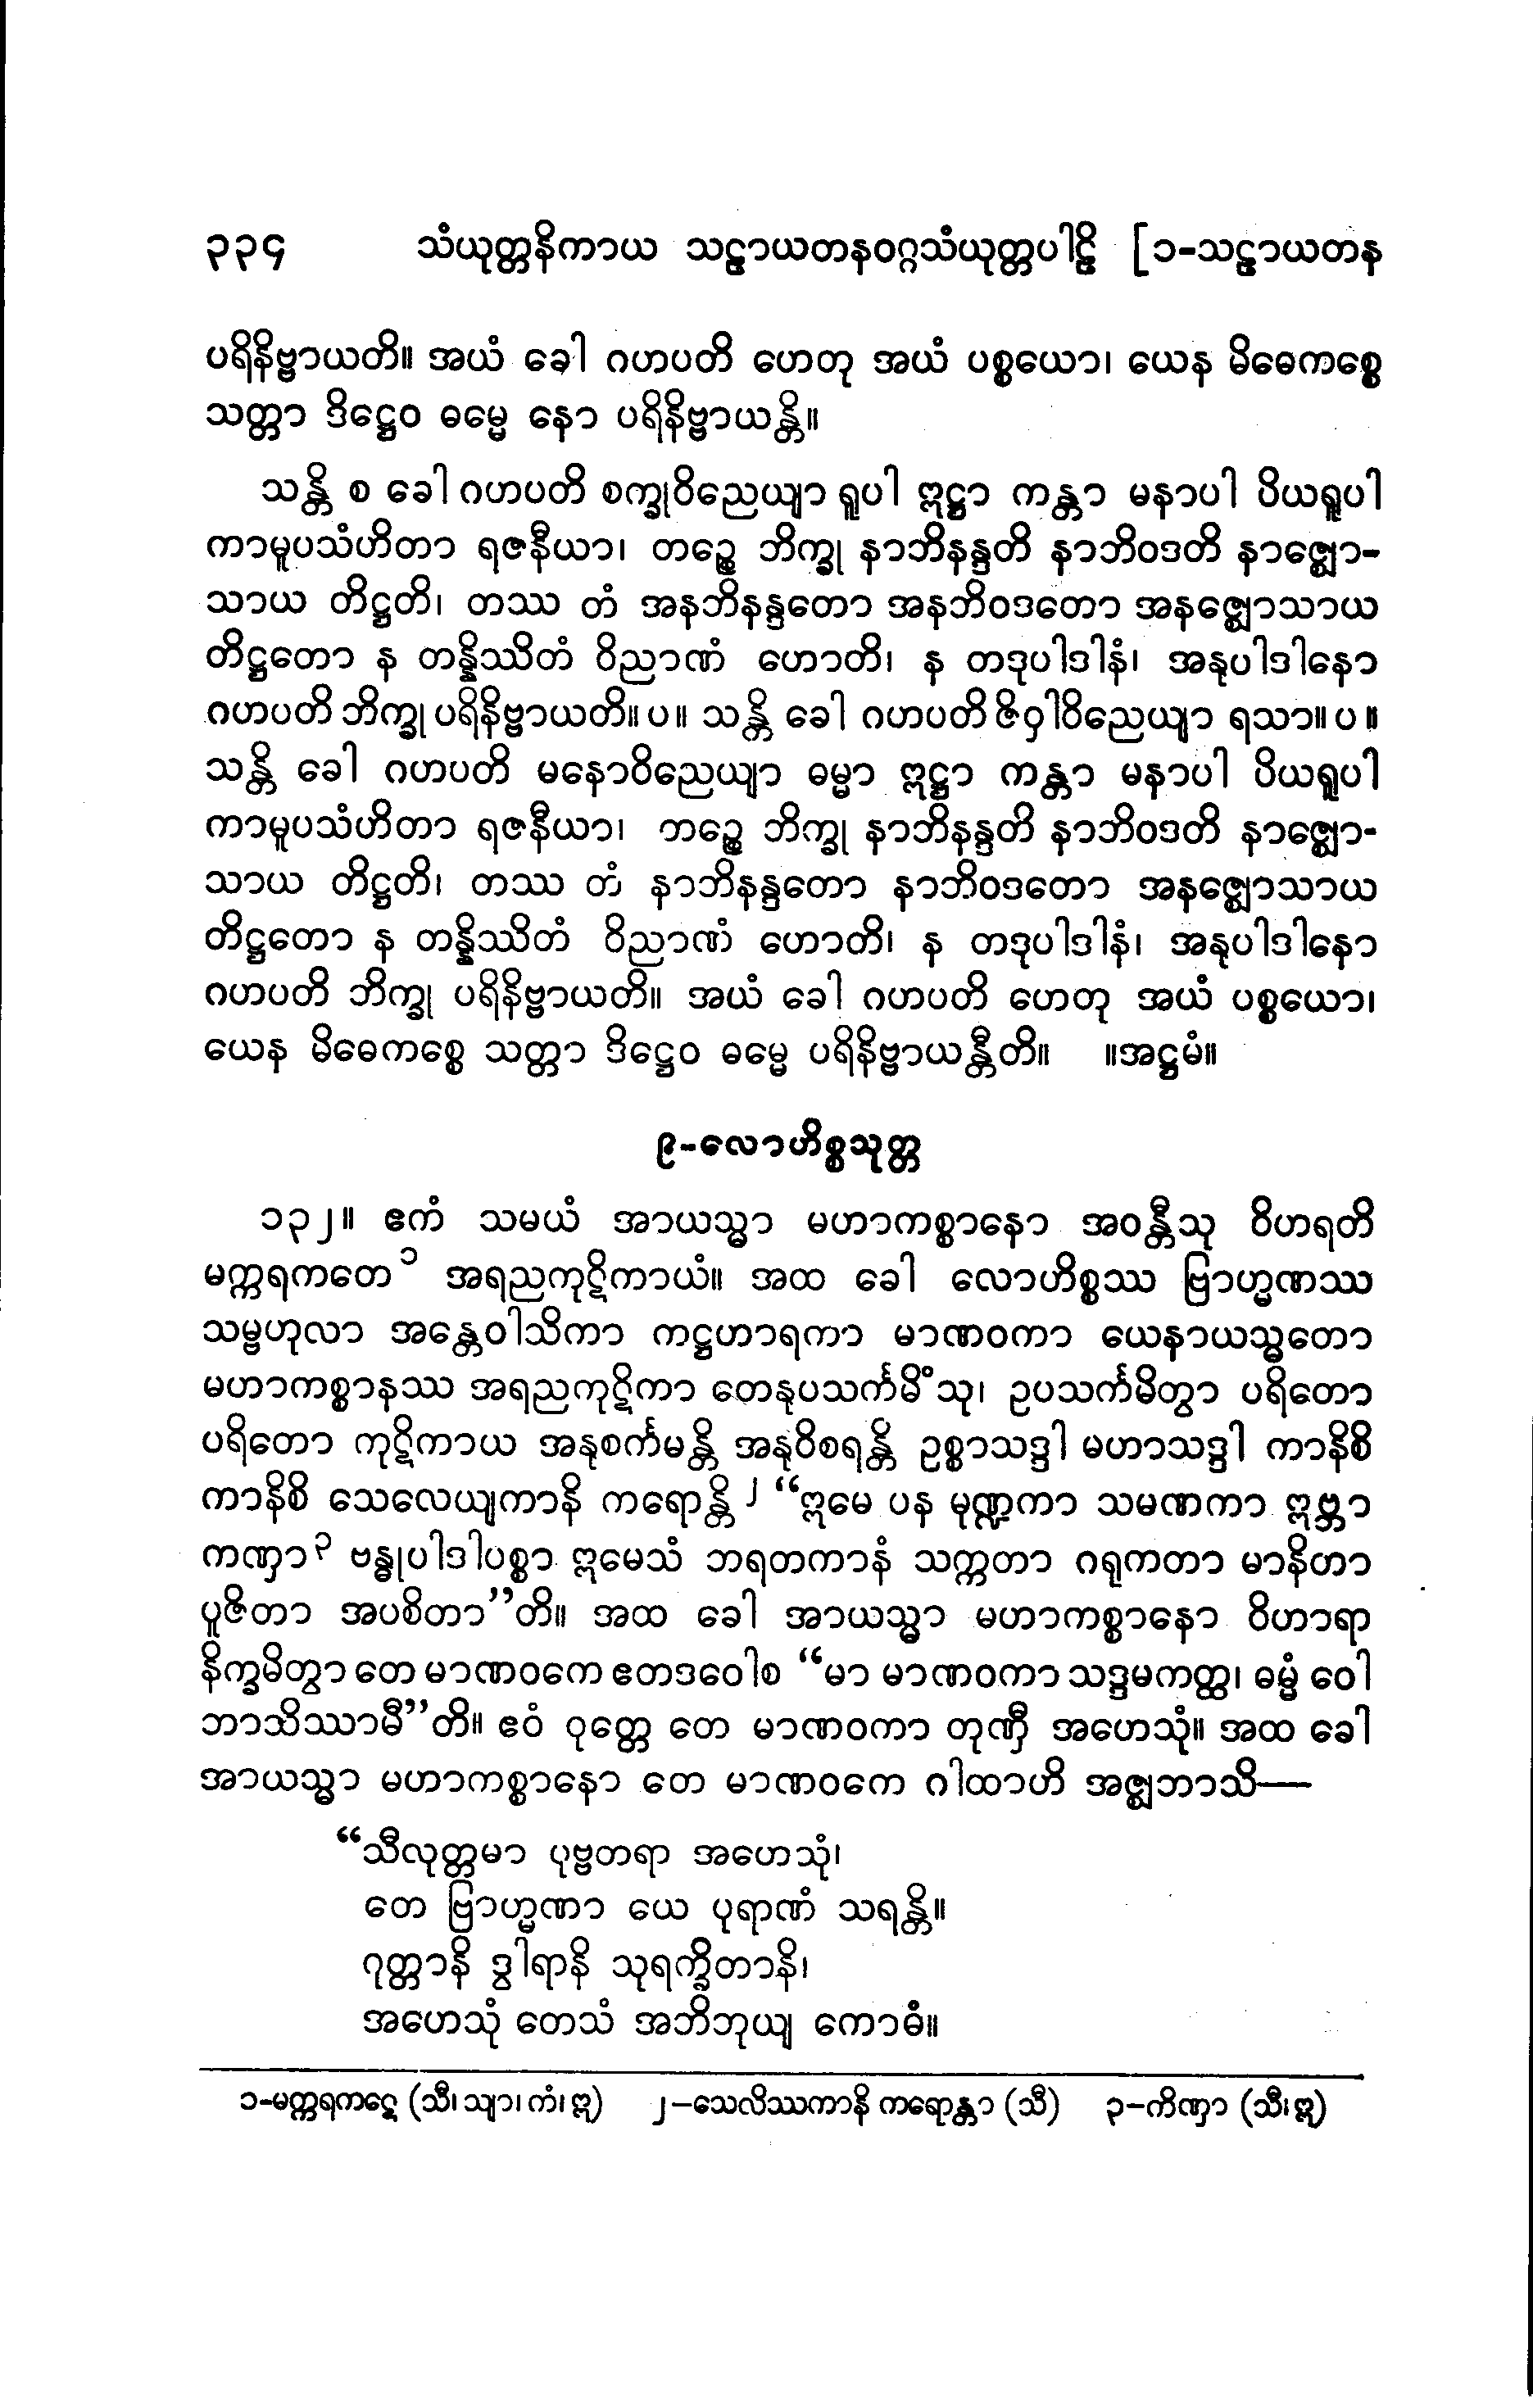 ၃၃၄ သံယုတ္တနိကာယ သဠာယတနဝဂ္ဂသံယုတ္တပါဠိ [၁-သဠာယတန
ပရိနိဗ္ဗာယတိ။ အယံ ခေါ ဂဟပတိ ဟေတု အယံ ပစ္စယော၊ ယေန မိဓေကစ္စေ
သတ္တာ ဒိဋ္ဌေဝ ဓမ္မေ နော ပရိနိဗ္ဗာယန္တိ။
သန္တိ စ ခေါ ဂဟပတိ စက္ခုဝိညေယျာ ရူပါ ဣဋ္ဌာ ကန္တာ မနာပါ ပိယရူပါ
ကာမူပသံဟိတာ ရဇနီယာ၊ တဉ္စေ ဘိက္ခု နာဘိနန္ဒတိ နာဘိဝဒတိ နာဇ္ဈော-
သာယ တိဋ္ဌတိ၊ တဿ တံ အနဘိနန္ဒတော အနဘိဝဒတော အနဇ္ဈောသာယ
တိဋ္ဌတော န တန္နိဿိတံ ဝိညာဏံ ဟောတိ၊ န တဒုပါဒါနံ၊ အနုပါဒါနော
ဂဟပတိ ဘိက္ခု ပရိနိဗ္ဗာယတိ။ ပ။ သန္တိ ခေါ ဂဟပတိ ဇိဝှါဝိညေယျာ ရသာ။ ပ။
သန္တိ ခေါ ဂဟပတိ မနောဝိညေယျာ ဓမ္မာ ဣဋ္ဌာ ကန္တာ မနာပါ ပိယရူပါ
ကာမူပသံဟိတာ ရဇနီယာ၊ တဉ္စေ ဘိက္ခု နာဘိနန္ဒတိ နာဘိဝဒတိ နာဇ္ဈော-
သာယ တိဋ္ဌတိ၊ တဿ တံ နာဘိနန္ဒတော နာဘိဝဒတော အနဇ္ဈောသာယ
တိဋ္ဌတော န တန္နိဿိတံ ဝိညာဏံ ဟောတိ၊ န တဒုပါဒါနံ၊ အနုပါဒါနော
ဂဟပတိ ဘိက္ခု ပရိနိဗ္ဗာယတိ။ အယံ ခေါ ဂဟပတိ ဟေတု အယံ ပစ္စယော၊
ယေန မိဓေကစ္စေ သတ္တာ ဒိဋ္ဌေဝ ဓမ္မေ ပရိနိဗ္ဗာယန္တီတိ။ ။အဋ္ဌမံ။
၉-လောဟိစ္စသုတ္တ
၁၃၂။ ဧကံ သမယံ အာယသ္မာ မဟာကစ္စာနော အဝန္တီသု ဝိဟရတိ
မက္ကရကတေ၁ အရညကုဋိကာယံ။ အထ ခေါ လောဟိစ္စဿ ဗြာဟ္မဏဿ
သမ္ဗဟုလာ အန္တေဝါသိကာ ကဋ္ဌဟာရကာ မာဏဝကာ ယေနာယသ္မတော
မဟာကစ္စာနဿ အရညကုဋိကာ တေနုပသင်္ကမိံသု၊ ဥပသင်္ကမိတွာ ပရိတော
ပရိတော ကုဋိကာယ အနုစင်္ကမန္တိ အနုဝိစရန္တိ ဥစ္စာသဒ္ဒါ မဟာသဒ္ဒါ ကာနိစိ
ကာနိစိ သေလေယျကာနိ ကရောန္တိ၂ “ဣမေ ပန မုဏ္ဍကာ သမဏကာ ဣဗ္ဘာ
ကဏှာ၃ ဗန္ဓုပါဒါပစ္စာ ဣမေသံ ဘရတကာနံ သက္ကတာ ဂရုကတာ မာနိတာ
ပူဇိတာ အပစိတာ”တိ။ အထ ခေါ အာယသ္မာ မဟာကစ္စာနော ဝိဟာရာ
နိက္ခမိတွာ တေ မာဏဝကေ ဧတဒဝေါစ “မာ မာဏဝကာ သဒ္ဒမကတ္ထ၊ ဓမ္မံ ဝေါ
ဘာသိဿာမီ”တိ။ ဧဝံ ဝုတ္တေ တေ မာဏဝကာ တုဏှီ အဟေသုံ။ အထ ခေါ
အာယသ္မာ မဟာကစ္စာနော တေ မာဏဝကေ ဂါထာဟိ အဇ္ဈဘာသိ—
“သီလုတ္တမာ ပုဗ္ဗတရာ အဟေသုံ၊
တေ ဗြာဟ္မဏာ ယေ ပုရာဏံ သရန္တိ။
ဂုတ္တာနိ ဒွါရာနိ သုရက္ခိတာနိ၊
အဟေသုံ တေသံ အဘိဘုယျ ကောဓံ။
၁-မက္ကရကဋေ (သီ၊ သျာ၊ ကံ၊ ဣ) ၂-သေလိဿကာနိ ကရောန္တာ (သီ) ၃-ကိဏှာ (သီ၊ ဣ)